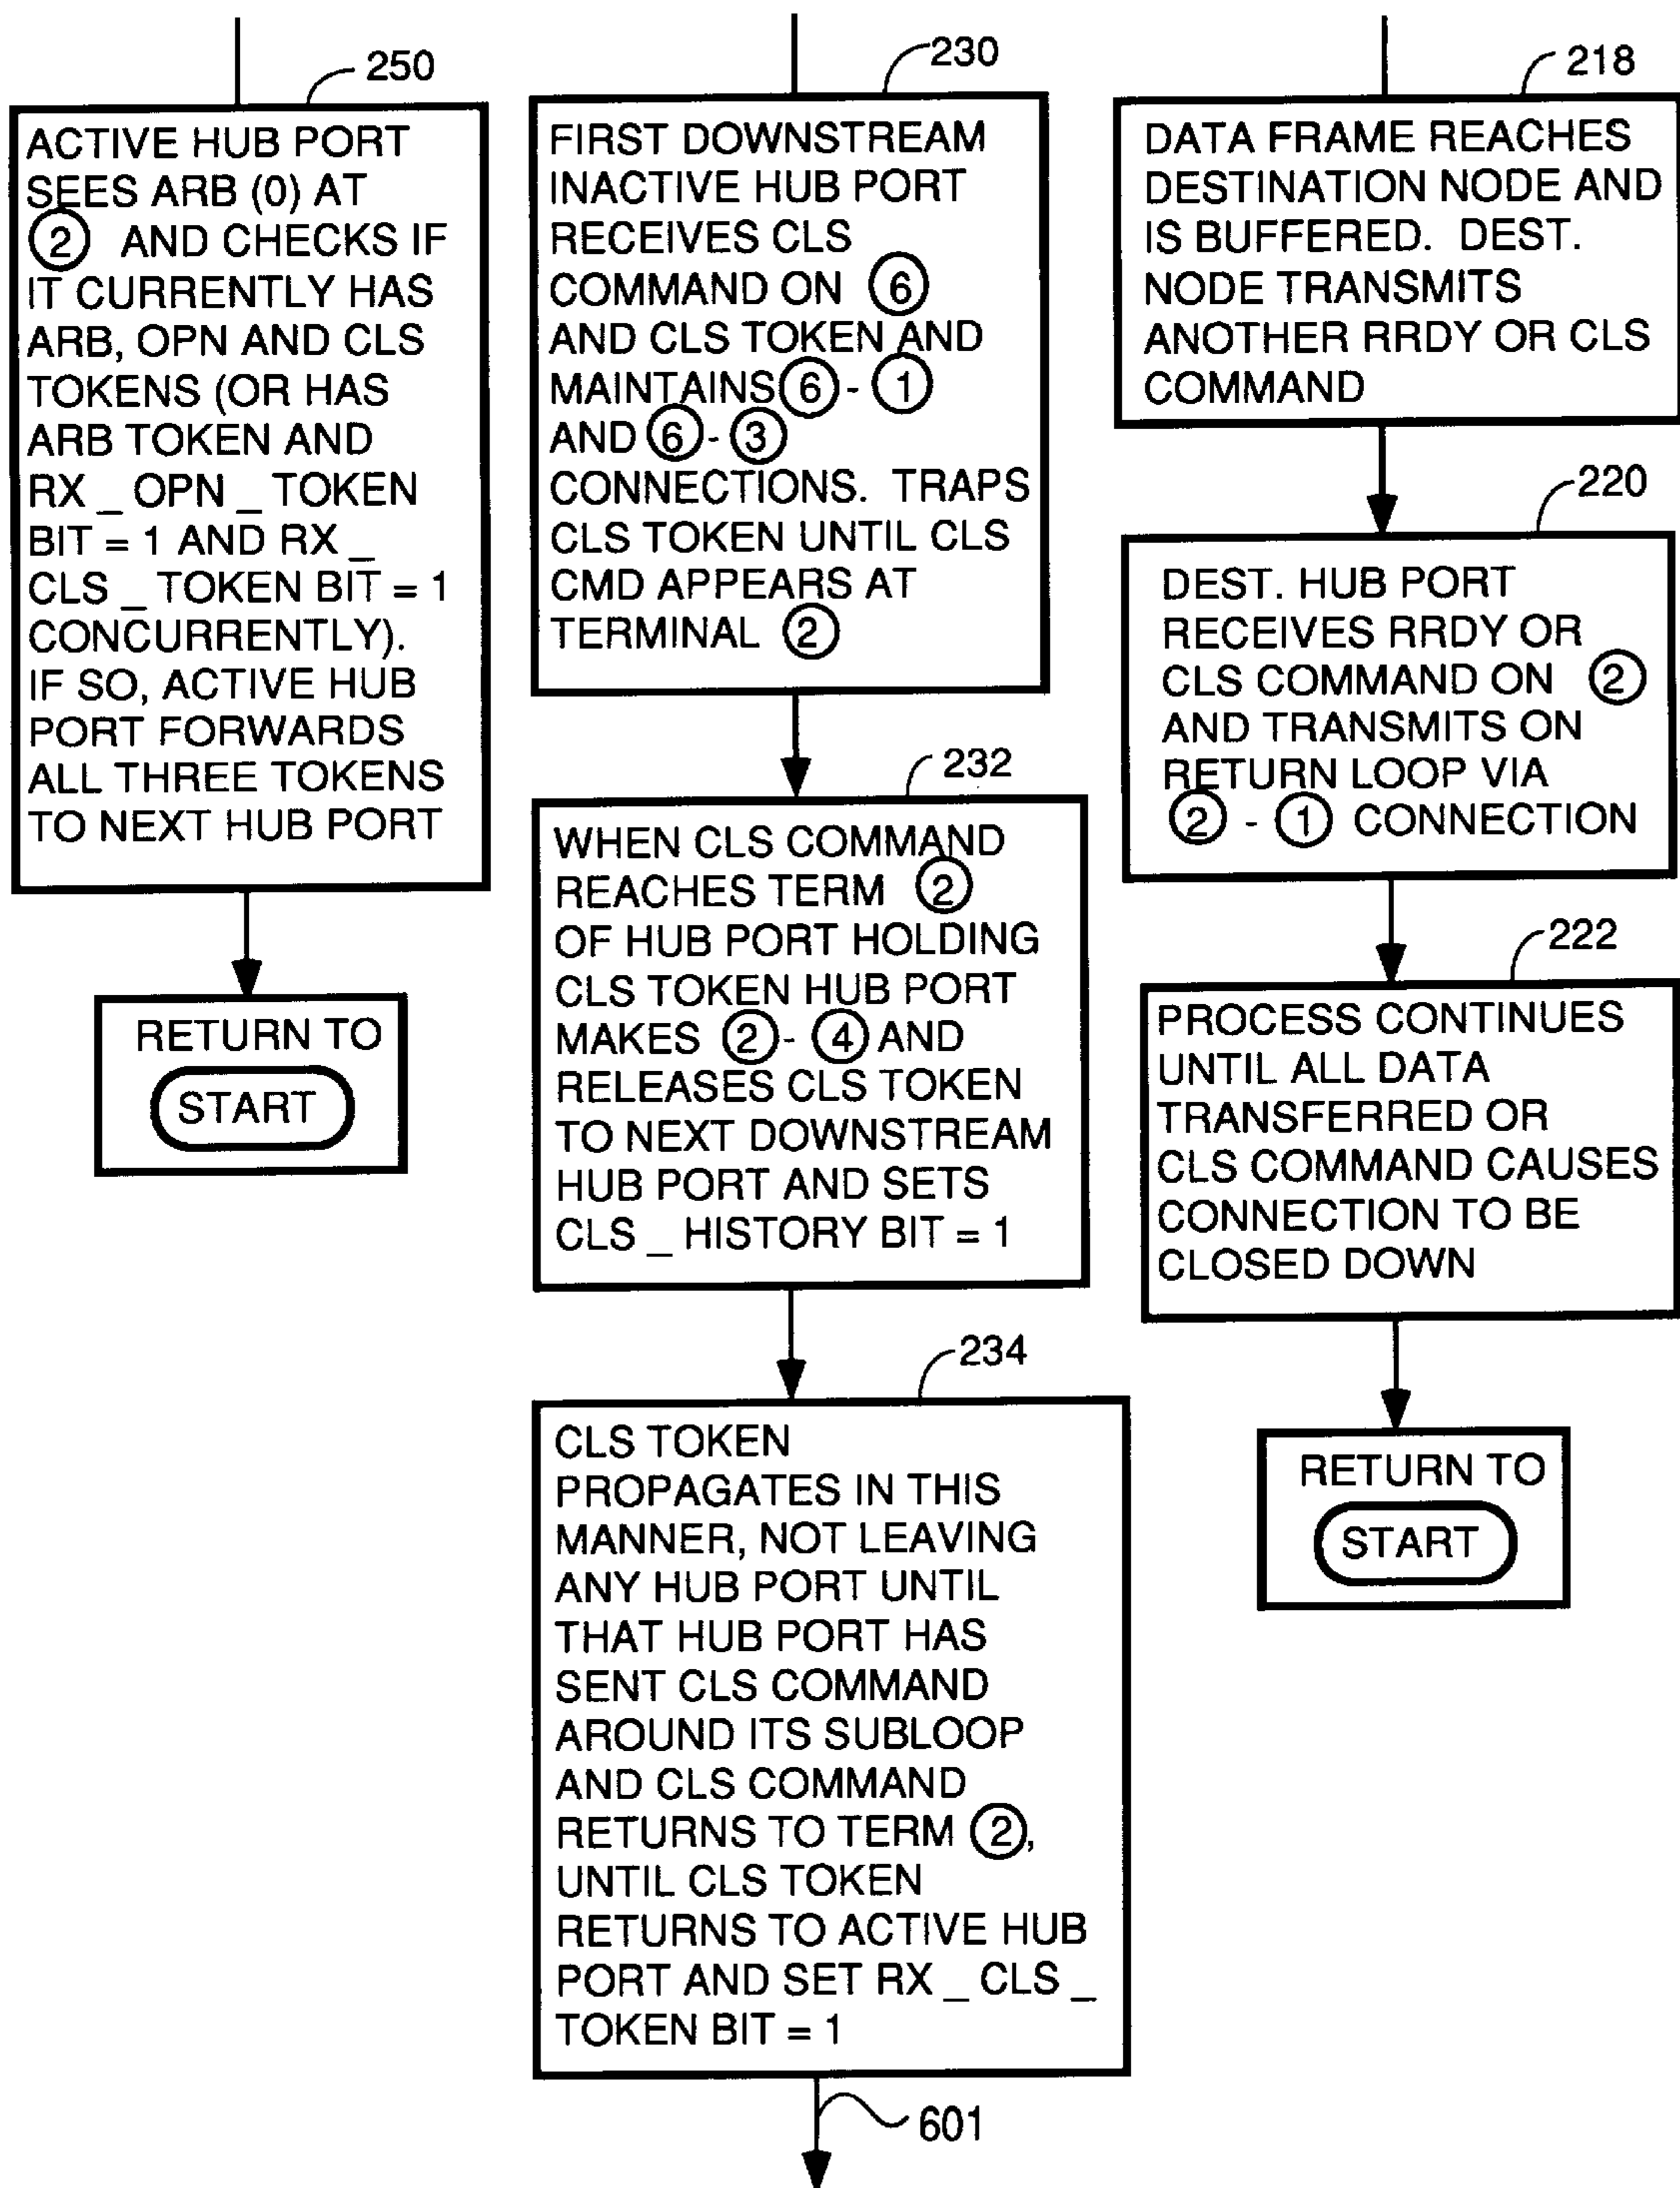 250
ACTIVE HUB PORT
SEES ARB (0) AT
2 AND CHECKS IF
IT CURRENTLY HAS
ARB, OPN AND CLS
TOKENS (OR HAS
ARB TOKEN AND
RX _ OPN _ TOKEN
BIT = 1 AND RX _
CLS _ TOKEN BIT = 1
CONCURRENTLY).
IF SO, ACTIVE HUB
PORT FORWARDS
ALL THREE TOKENS
TO NEXT HUB PORT
RETURN TO
START
230
FIRST DOWNSTREAM
INACTIVE HUB PORT
RECEIVES CLS
COMMAND ON 6
AND CLS TOKEN AND
MAINTAINS 6 - 1
AND 6 - 3
CONNECTIONS. TRAPS
CLS TOKEN UNTIL CLS
CMD APPEARS AT
TERMINAL 2
232
WHEN CLS COMMAND
REACHES TERM 2
OF HUB PORT HOLDING
CLS TOKEN HUB PORT
MAKES 2 - 4 AND
RELEASES CLS TOKEN
TO NEXT DOWNSTREAM
HUB PORT AND SETS
CLS _ HISTORY BIT = 1
234
CLS TOKEN
PROPAGATES IN THIS
MANNER, NOT LEAVING
ANY HUB PORT UNTIL
THAT HUB PORT HAS
SENT CLS COMMAND
AROUND ITS SUBLOOP
AND CLS COMMAND
RETURNS TO TERM 2,
UNTIL CLS TOKEN
RETURNS TO ACTIVE HUB
PORT AND SET RX _ CLS _
TOKEN BIT = 1
601
218
DATA FRAME REACHES
DESTINATION NODE AND
IS BUFFERED. DEST.
NODE TRANSMITS
ANOTHER RRDY OR CLS
COMMAND
220
DEST. HUB PORT
RECEIVES RRDY OR
CLS COMMAND ON 2
AND TRANSMITS ON
RETURN LOOP VIA
2 - 1 CONNECTION
222
PROCESS CONTINUES
UNTIL ALL DATA
TRANSFERRED OR
CLS COMMAND CAUSES
CONNECTION TO BE
CLOSED DOWN
RETURN TO
START